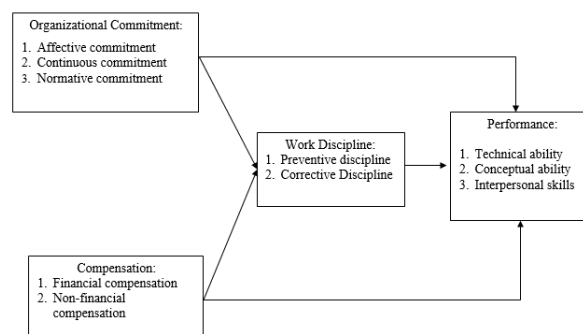 Organizational Commitment:
1. Affective commitment
2. Continuous commitment
3. Normative commitment
Work Discipline:
1. Preventive discipline
2. Corrective Discipline
Performance:
1. Technical ability
2. Conceptual ability
3. Interpersonal skills
Compensation:
1. Financial compensation
2. Non-financial
compensation